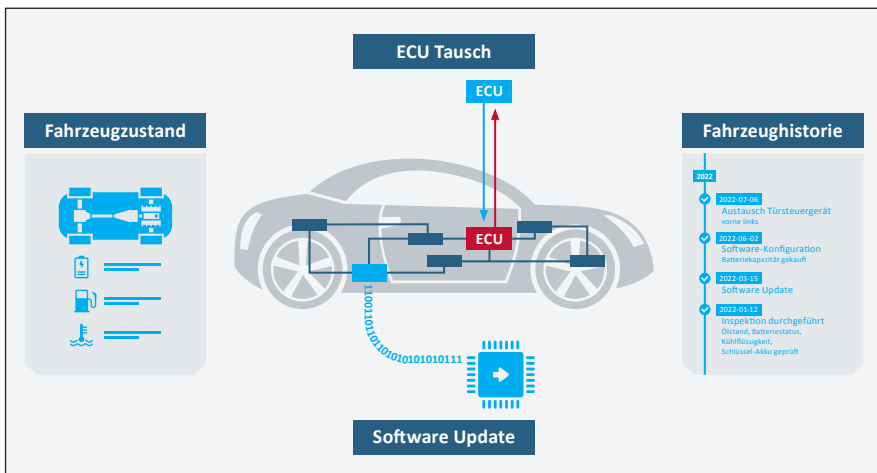 ECU Tausch
ECU
Fahrzeugzustand
Fahrzeughistorie
2022
2022-07-06
Austausch Türsteuergerät
vorne links
2022-06-02
Software-Konfiguration
Batteriekapazität gekauft
2022-03-15
Software Update
2022-01-12
Inspektion durchgeführt
Ölstand, Batteriestatus,
Kühlflüssigkeit,
Schlüssel-Akku geprüft
ECU
110011011011010101010101010111
Software Update